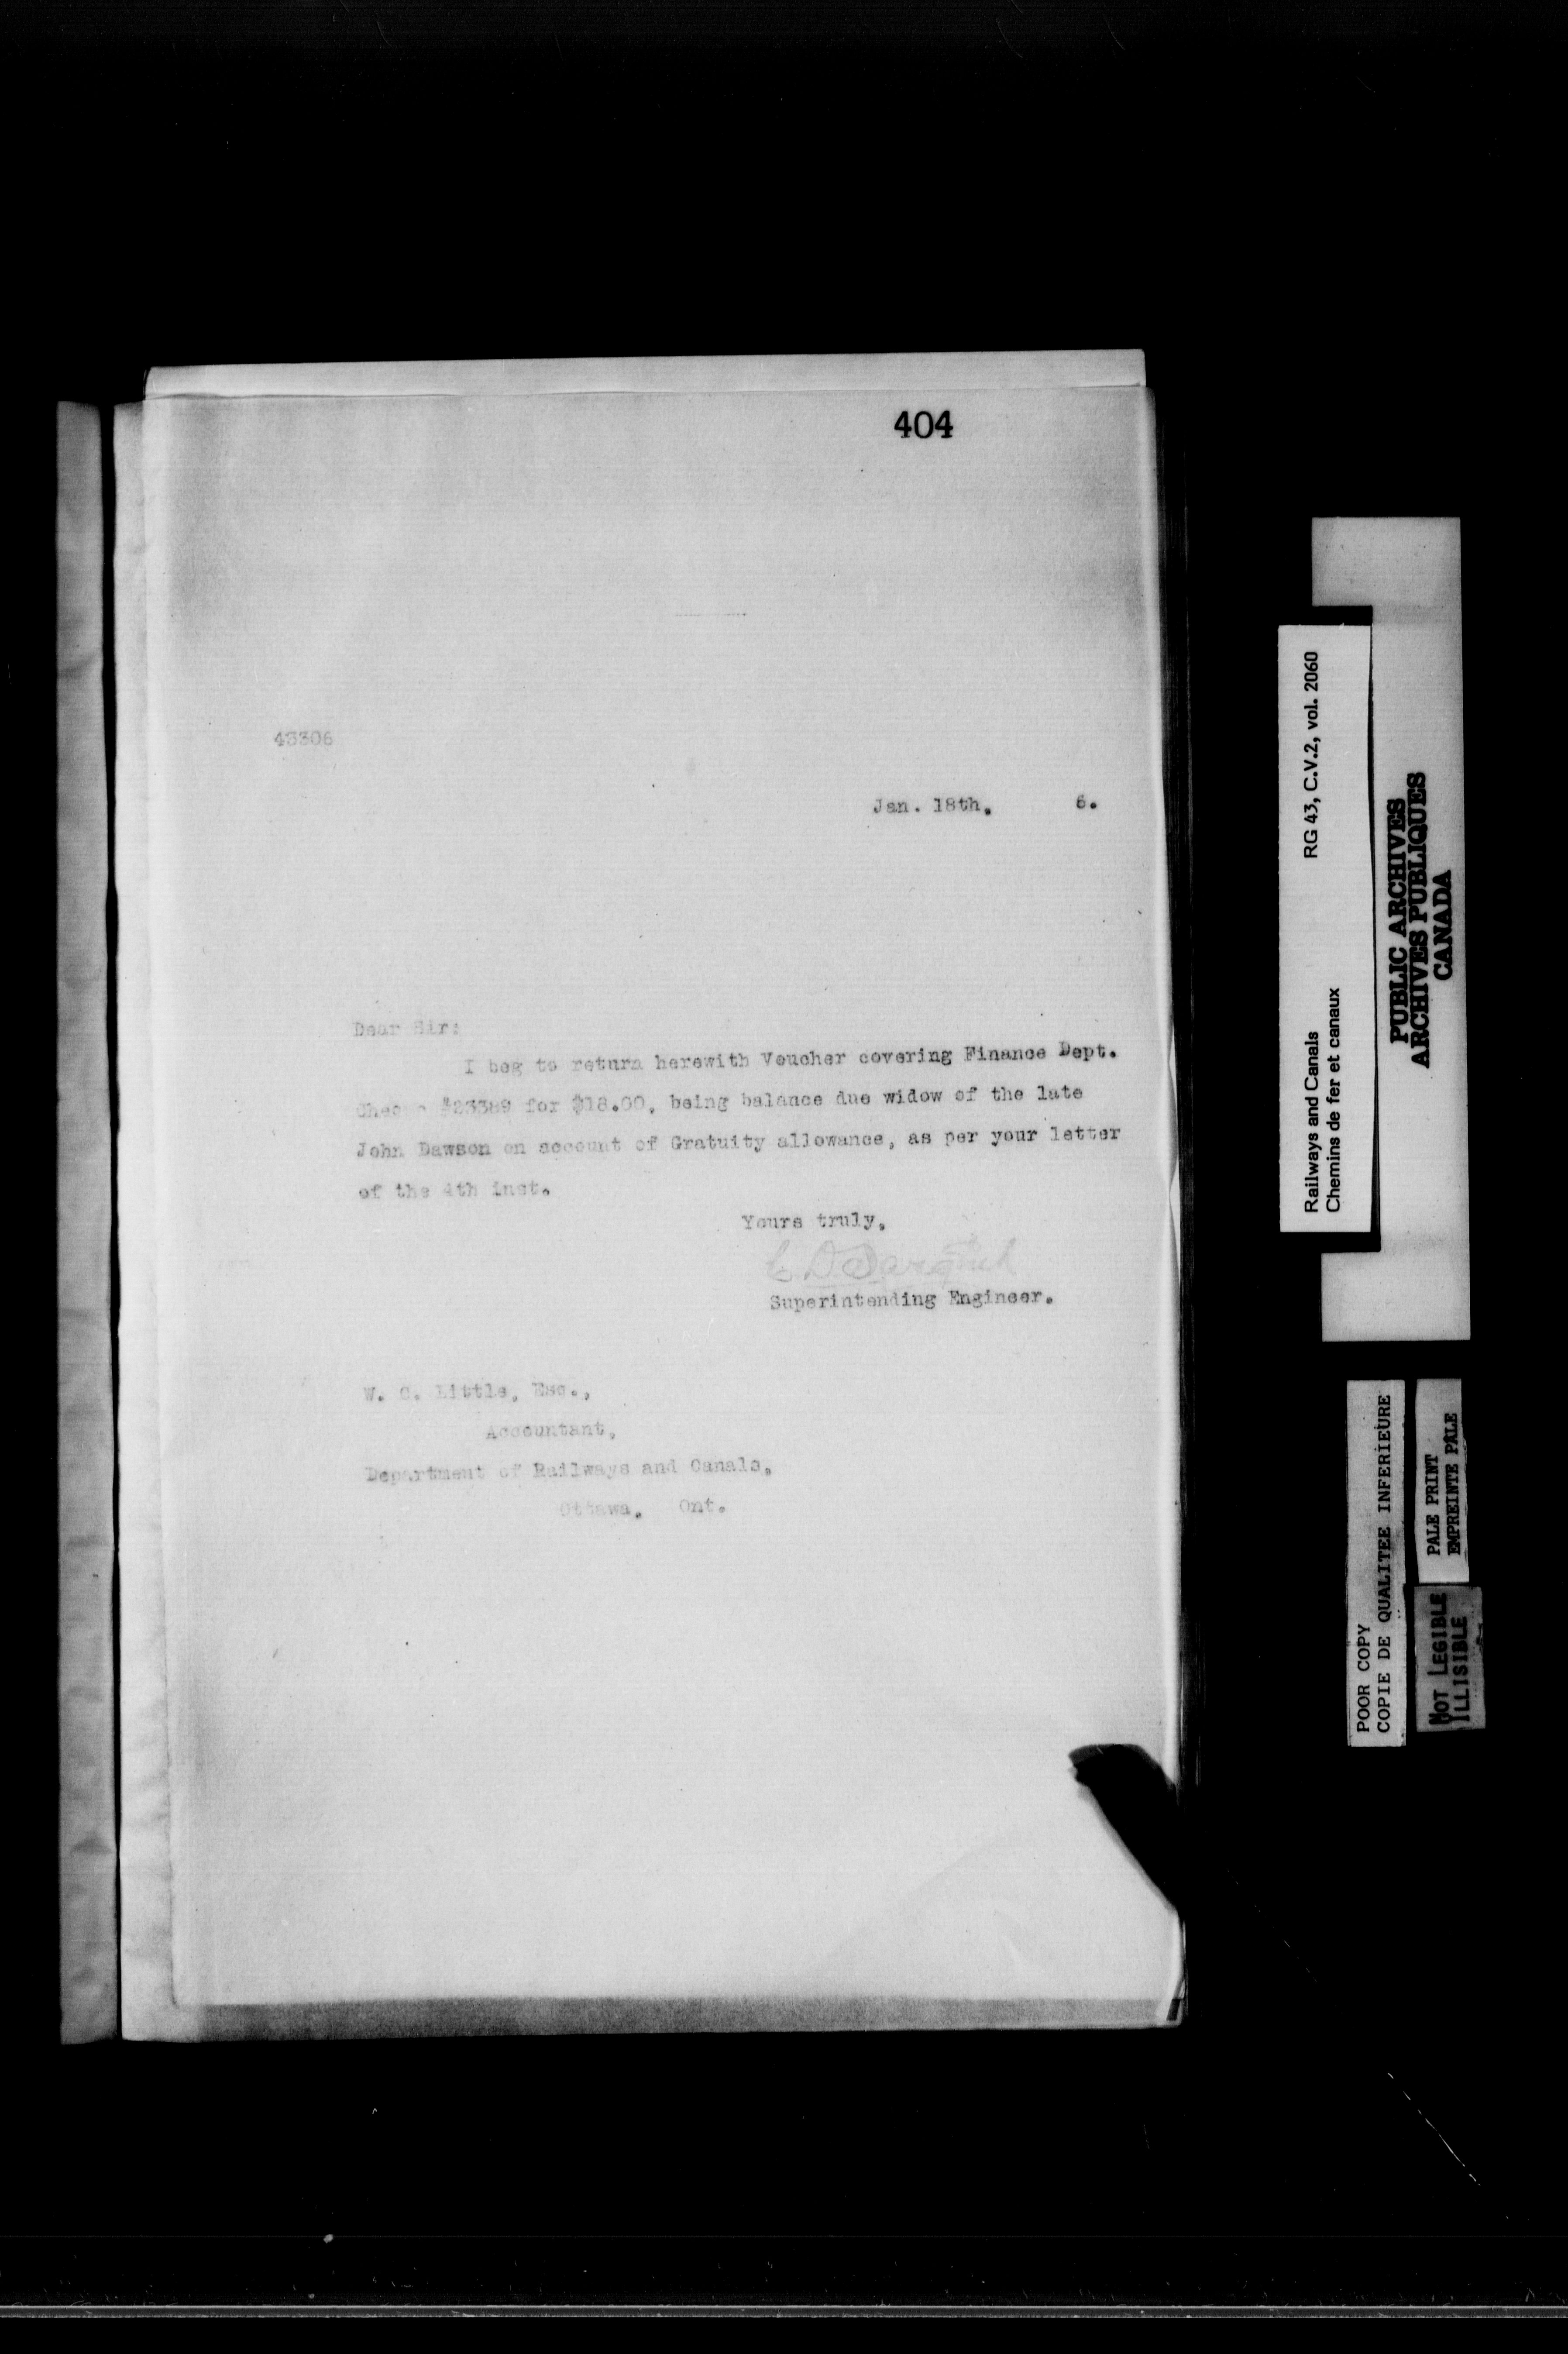 404
43306
Jan. 18th. 6.
Dear Sir:
I beg to return herewith Voucher covering Finance Dept.
Cheque #23389 for $18.00, being balance due widow of the late
John Dawson on account of Gratuity allowance, as per your letter
of the 4th inst.
Yours truly,
Superintending Engineer.
W. C. Little, Esq.,
Accountant,
Department of Railways and Canals,
Ottawa, Ont.
Railways and Canals RG 43, C.V.2, vol. 2060
Chemins de fer et canaux
PUBLIC ARCHIVES
ARCHIVES PUBLIQUES
CANADA
POOR COPY
COPIE DE QUALITEE INFERIEURE
PALE PRINT
EMPREINTE PÂLE
NOT LEGIBLE
ILLISIBLE